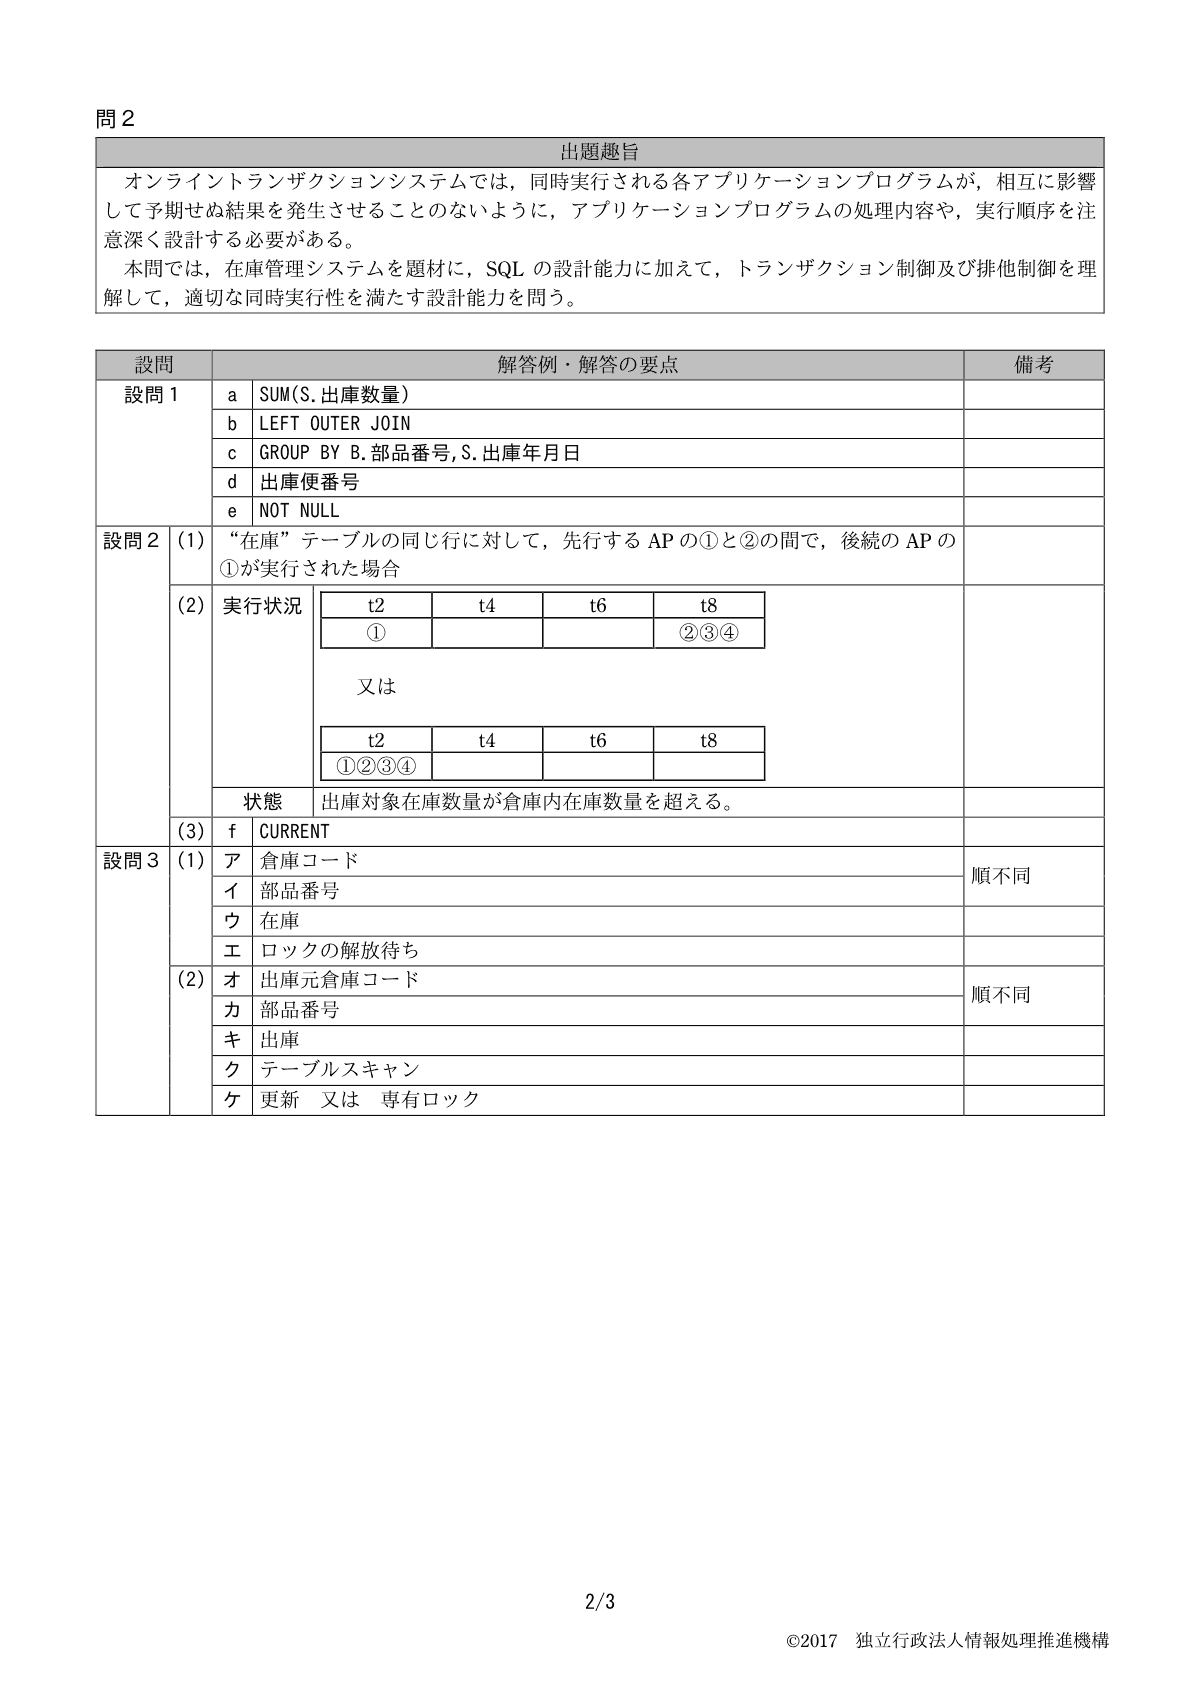 問２
出題趣旨
オンライントランザクションシステムでは，同時実行される各アプリケーションプログラムが，相互に影響
して予期せぬ結果を発生させることのないように，アプリケーションプログラムの処理内容や，実行順序を注
意深く設計する必要がある。
本問では，在庫管理システムを題材に，SQL の設計能力に加えて，トランザクション制御及び排他制御を理
解して，適切な同時実行性を満たす設計能力を問う。
設問 解答例・解答の要点 備考
設問１ a SUM(S.出庫数量)
b LEFT OUTER JOIN
c GROUP BY B.部品番号,S.出庫年月日
d 出庫便番号
e NOT NULL
設問２ (1) “在庫”テーブルの同じ行に対して，先行する AP の①と②の間で，後続の AP の
①が実行された場合
(2) 実行状況 t2 t4 t6 t8
① ②③④
又は
t2 t4 t6 t8
①②③④
状態 出庫対象在庫数量が倉庫内在庫数量を超える。
(3) f CURRENT
設問３ (1) ア 倉庫コード 順不同
イ 部品番号
ウ 在庫
エ ロックの解放待ち
(2) オ 出庫元倉庫コード 順不同
カ 部品番号
キ 出庫
ク テーブルスキャン
ケ 更新　又は　専有ロック
2/3
©2017　独立行政法人情報処理推進機構